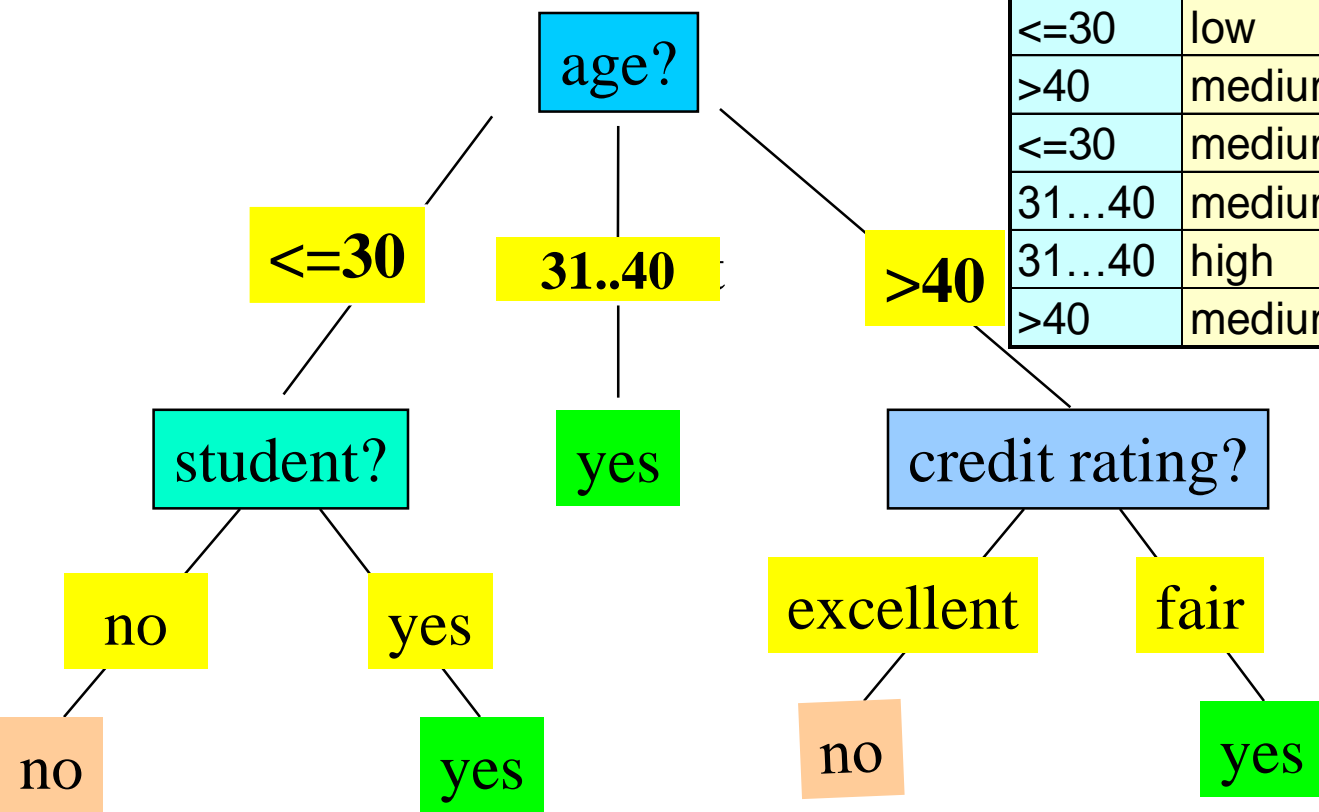 age?
<=30 low
>40
<=30
31…40
31…40 high
>40
<=30
31..40
>40
student?
yes
credit rating?
no
yes
excellent
fair
no
yes
no
yes